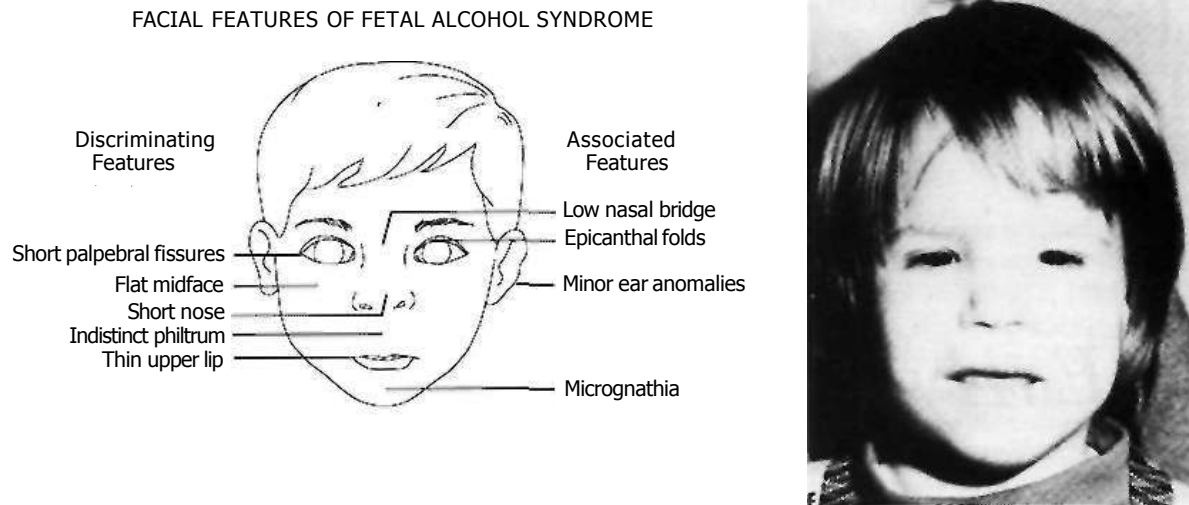 FACIAL FEATURES OF FETAL ALCOHOL SYNDROME
Discriminating
Features
Short palpebral fissures
Flat midface
Short nose
Indistinct philtrum
Thin upper lip
Associated
Features
Low nasal bridge
Epicanthal folds
Minor ear anomalies
Micrognathia